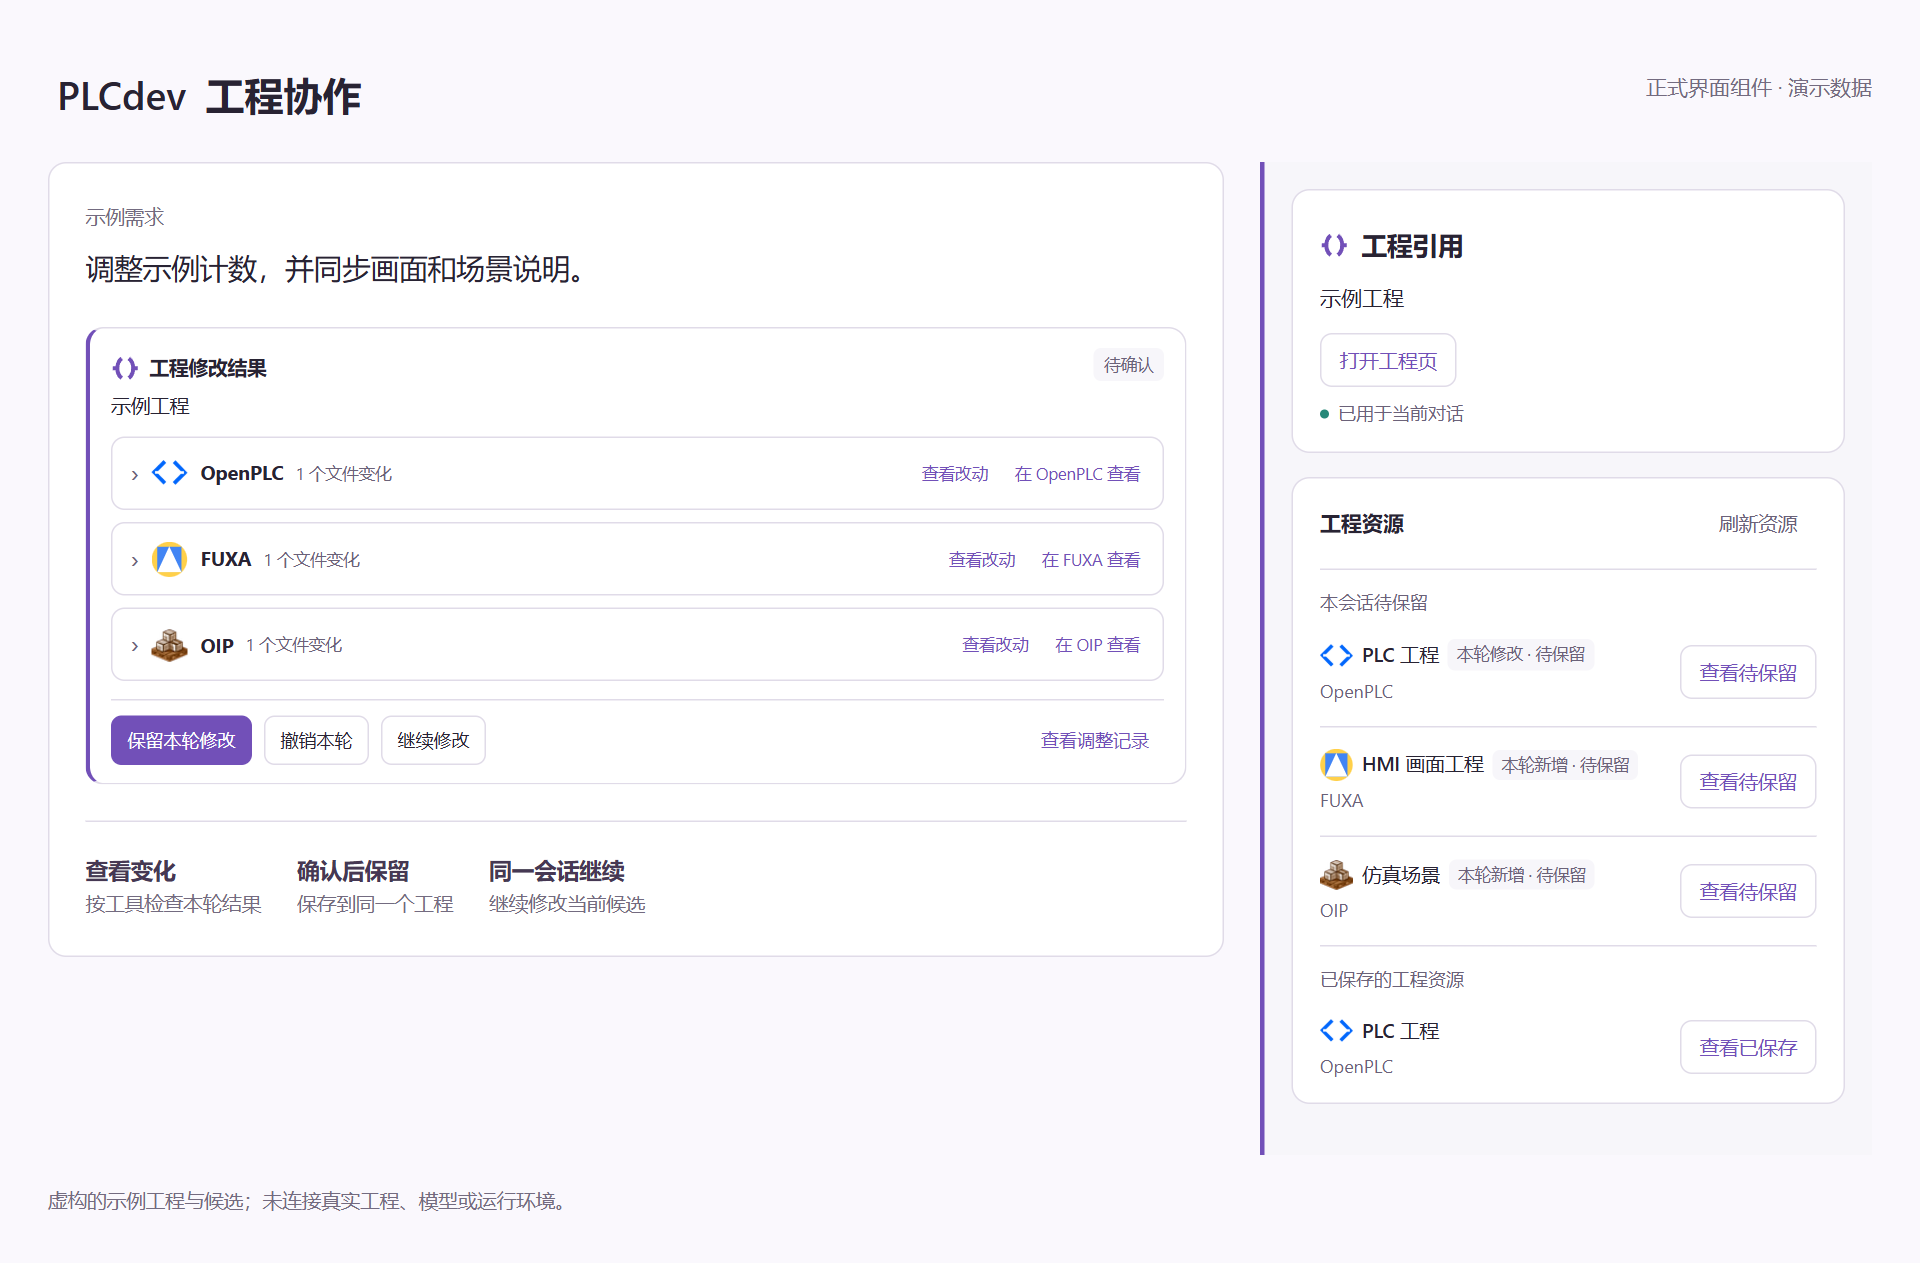 PLCdev 工程协作
正式界面组件 · 演示数据
示例需求
调整示例计数，并同步画面和场景说明。
工程修改结果
待确认
示例工程
OpenPLC 1 个文件变化 查看改动 在 OpenPLC 查看
FUXA 1 个文件变化 查看改动 在 FUXA 查看
OIP 1 个文件变化 查看改动 在 OIP 查看
保留本轮修改 撤销本轮 继续修改 查看调整记录
查看变化 确认后保留 同一会话继续
按工具检查本轮结果 保存到同一个工程 继续修改当前候选
工程引用
示例工程
打开工程页
已用于当前对话
工程资源 刷新资源
本会话待保留
PLC 工程 本轮修改 · 待保留
OpenPLC
查看待保留
HMI 画面工程 本轮新增 · 待保留
FUXA
查看待保留
仿真场景 本轮新增 · 待保留
OIP
查看待保留
已保存的工程资源
PLC 工程
OpenPLC
查看已保存
虚构的示例工程与候选；未连接真实工程、模型或运行环境。